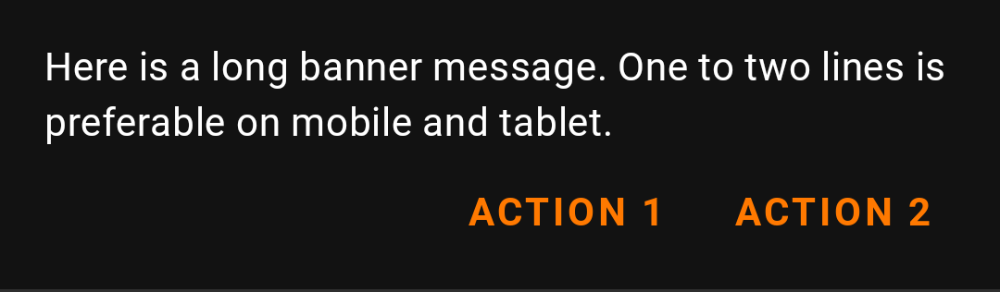 Here is a long banner message. One to two lines is
preferable on mobile and tablet.
ACTION 1 ACTION 2